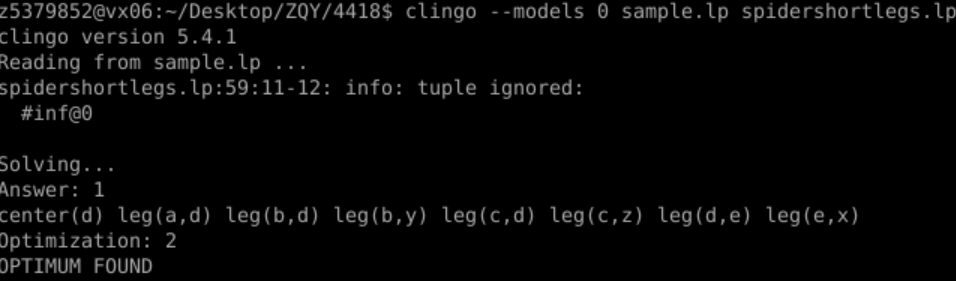 z5379852@vx06:~/Desktop/ZQY/4418$ clingo --models 0 sample.lp spidershortlegs.lp
clingo version 5.4.1
Reading from sample.lp ...
spidershortlegs.lp:59:11-12: info: tuple ignored:
  #inf@0

Solving...
Answer: 1
center(d) leg(a,d) leg(b,d) leg(b,y) leg(c,d) leg(c,z) leg(d,e) leg(e,x)
Optimization: 2
OPTIMUM FOUND